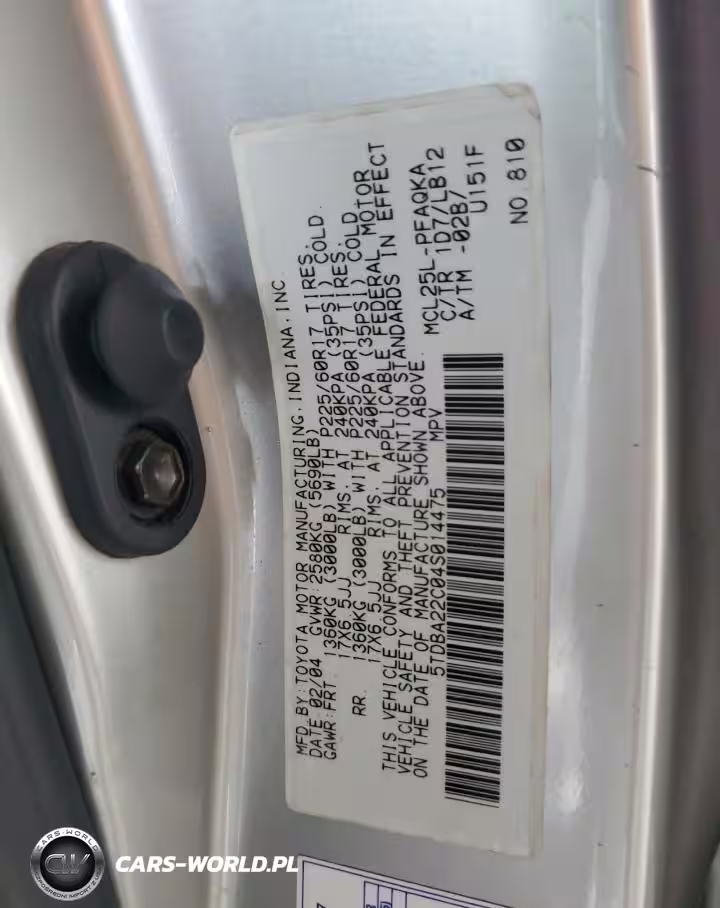 MFD. BY: TOYOTA MOTOR MANUFACTURING, INDIANA, INC.
DATE: 02/04 GVWR: 2580KG (5690LB)
GAWR: FRT. 1360KG (3000LB) WITH P225/60R17 TIRES.
17X6.5JJ RIMS. AT 240KPA (35PSI) COLD.
RR. 1360KG (3000LB) WITH P225/60R17 TIRES.
17X6.5JJ RIMS. AT 240KPA (35PSI) COLD.
THIS VEHICLE CONFORMS TO ALL APPLICABLE FEDERAL MOTOR
VEHICLE SAFETY AND THEFT PREVENTION STANDARDS IN EFFECT
ON THE DATE OF MANUFACTURE SHOWN ABOVE.
5TDBA22C04S014475 MPV
MCL25L-PFAQKA
C/TR 1D7/LB12
A/TM -02B/
U151F
NO. 810
CARS-WORLD
CW
CARS-WORLD.PL